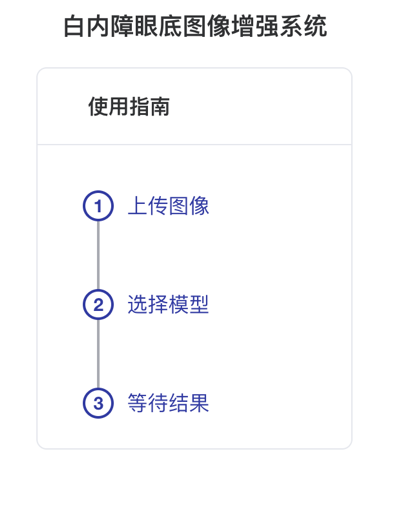 白内障眼底图像增强系统
使用指南
1 上传图像
2 选择模型
3 等待结果